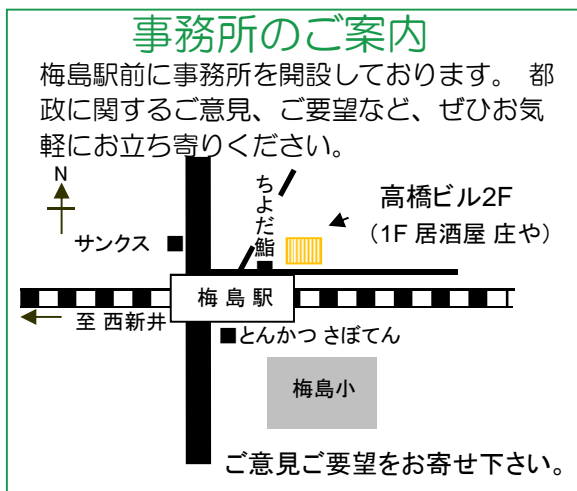 事務所のご案内
梅島駅前に事務所を開設しております。 都
政に関するご意見、ご要望など、ぜひお気
軽にお立ち寄りください。
N
ちよだ鮨
高橋ビル2F
サンクス
（1F 居酒屋 庄や）
梅島駅
至 西新井
とんかつ さぼてん
梅島小
ご意見ご要望をお寄せ下さい。